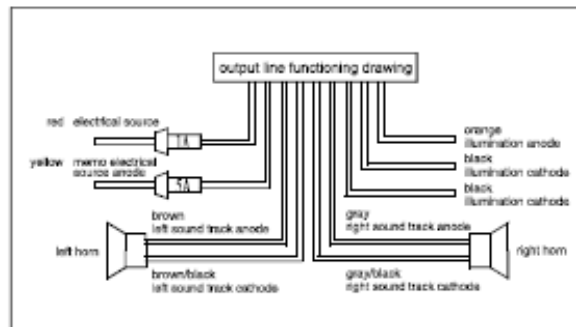 output line functioning drawing
red electrical source
1A
yellow memo electrical
source anode
5A
orange
illumination anode
black
illumination cathode
black
illumination cathode
brown
left sound track anode
left horn
brown/black
left sound track cathode
gray
right sound track anode
right horn
gray/black
right sound track cathode